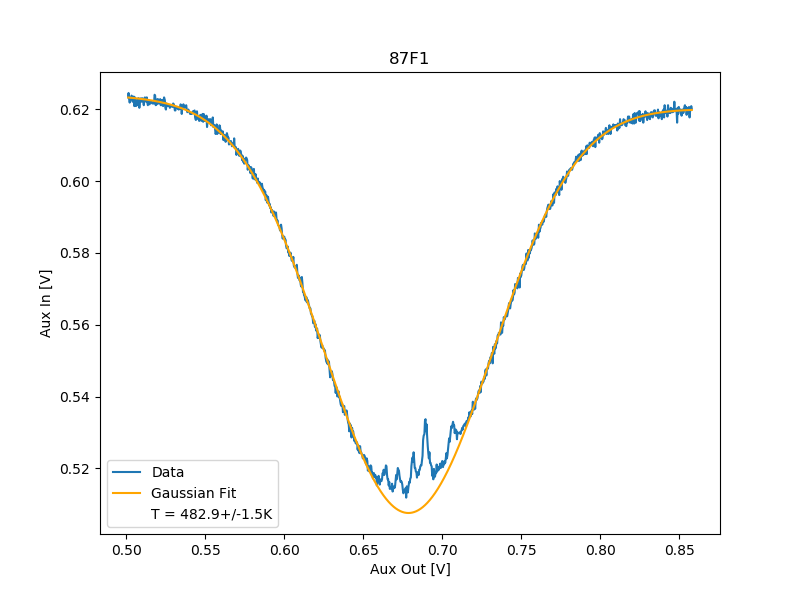 87F1
Aux In [V]
0.62
0.60
0.58
0.56
0.54
0.52
Data
Gaussian Fit
T = 482.9+/-1.5K
0.50 0.55 0.60 0.65 0.70 0.75 0.80 0.85
Aux Out [V]